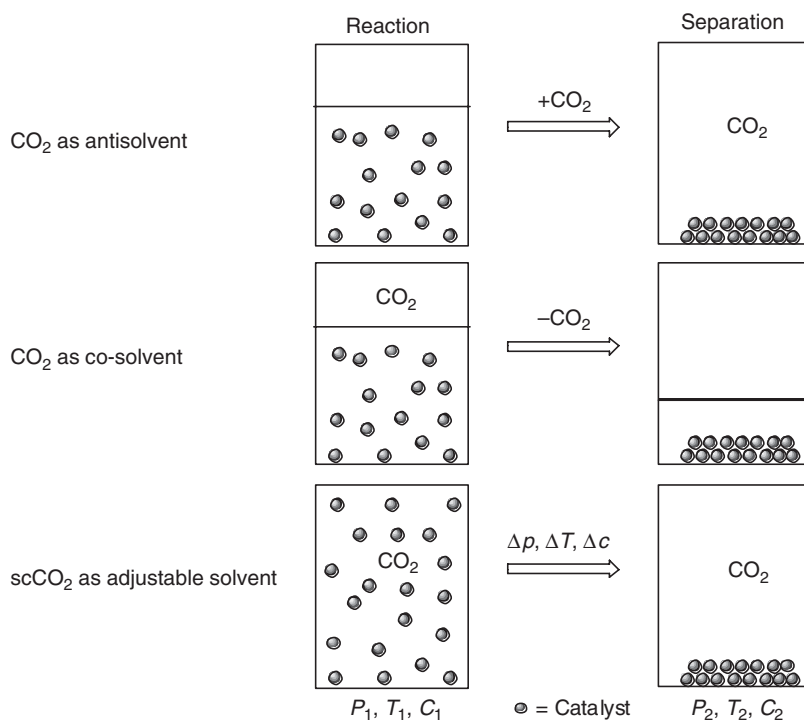 Reaction Separation
+CO₂
CO₂ as antisolvent CO₂
CO₂
−CO₂
CO₂ as co-solvent
Δp, ΔT, Δc
CO₂
scCO₂ as adjustable solvent CO₂
P₁, T₁, C₁ = Catalyst P₂, T₂, C₂